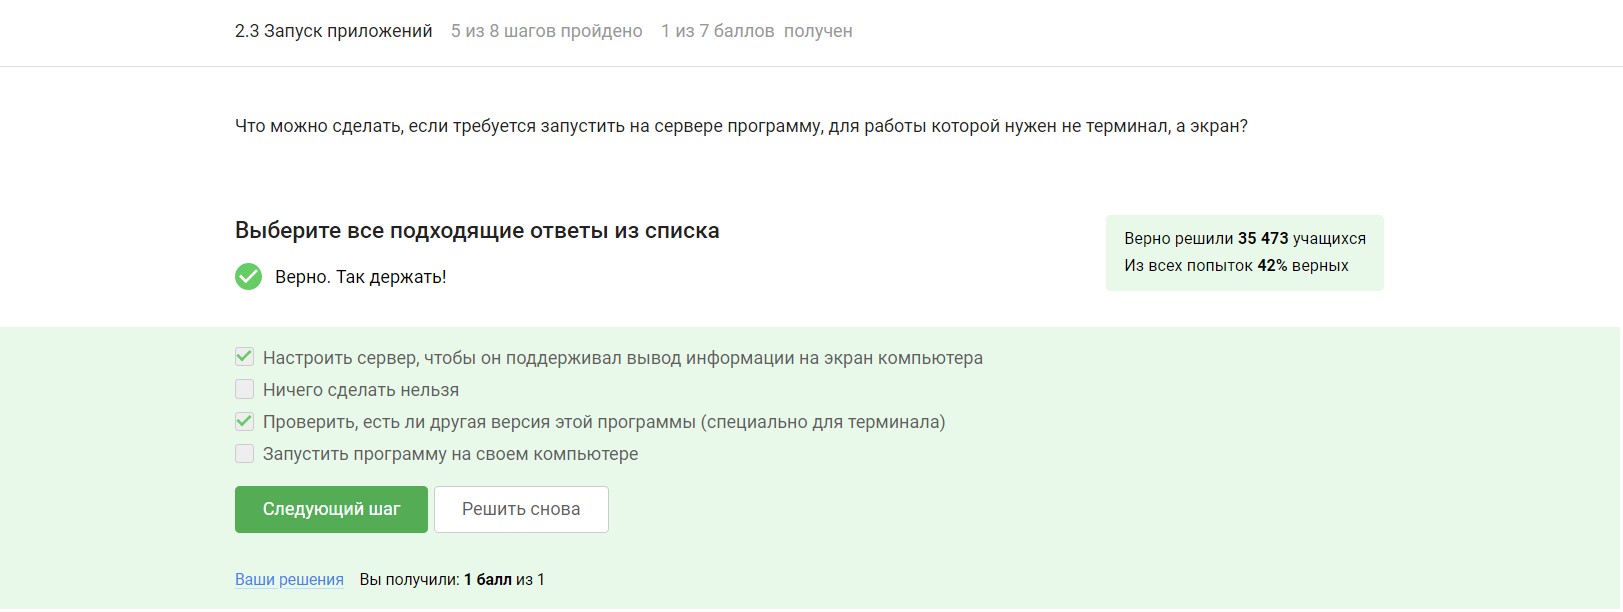 2.3 Запуск приложений 5 из 8 шагов пройдено 1 из 7 баллов получен
Что можно сделать, если требуется запустить на сервере программу, для работы которой нужен не терминал, а экран?
Выберите все подходящие ответы из списка
Верно. Так держать!
Верно решили 35 473 учащихся
Из всех попыток 42% верных
Настроить сервер, чтобы он поддерживал вывод информации на экран компьютера
Ничего сделать нельзя
Проверить, есть ли другая версия этой программы (специально для терминала)
Запустить программу на своем компьютере
Следующий шаг Решить снова
Ваши решения Вы получили: 1 балл из 1